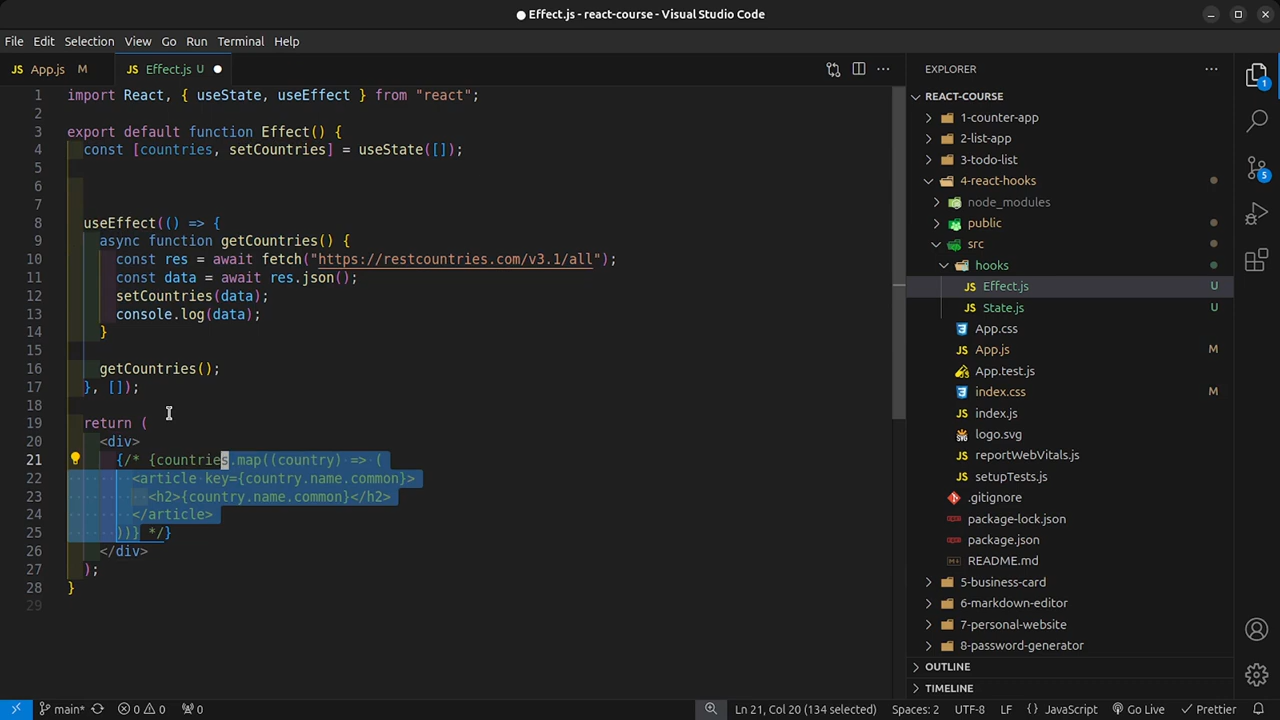 Effect.js - react-course - Visual Studio Code
File Edit Selection View Go Run Terminal Help
JS App.js M JS Effect.js U
1 import React, { useState, useEffect } from "react";
2
3 export default function Effect() {
4 const [countries, setCountries] = useState([]);
5
6
7
8 useEffect(() => {
9 async function getCountries() {
10 const res = await fetch("https://restcountries.com/v3.1/all");
11 const data = await res.json();
12 setCountries(data);
13 console.log(data);
14 }
15
16 getCountries();
17 }, []);
18
19 return (
20 <div>
21 {/* {countries.map((country) => (
22 <article key={country.name.common}>
23 <h2>{country.name.common}</h2>
24 </article>
25 ))} */}
26 </div>
27 );
28 }
29
EXPLORER
REACT-COURSE
1-counter-app
2-list-app
3-todo-list
4-react-hooks
node_modules
public
src
hooks
JS Effect.js U
JS State.js U
App.css
JS App.js M
App.test.js
index.css
JS index.js
logo.svg
JS reportWebVitals.js
JS setupTests.js
.gitignore
package-lock.json
package.json
README.md
5-business-card
6-markdown-editor
7-personal-website
8-password-generator
OUTLINE
TIMELINE
1
5
main* 0 0 0 Ln 21, Col 20 (134 selected) Spaces: 2 UTF-8 LF { } JavaScript Go Live Prettier